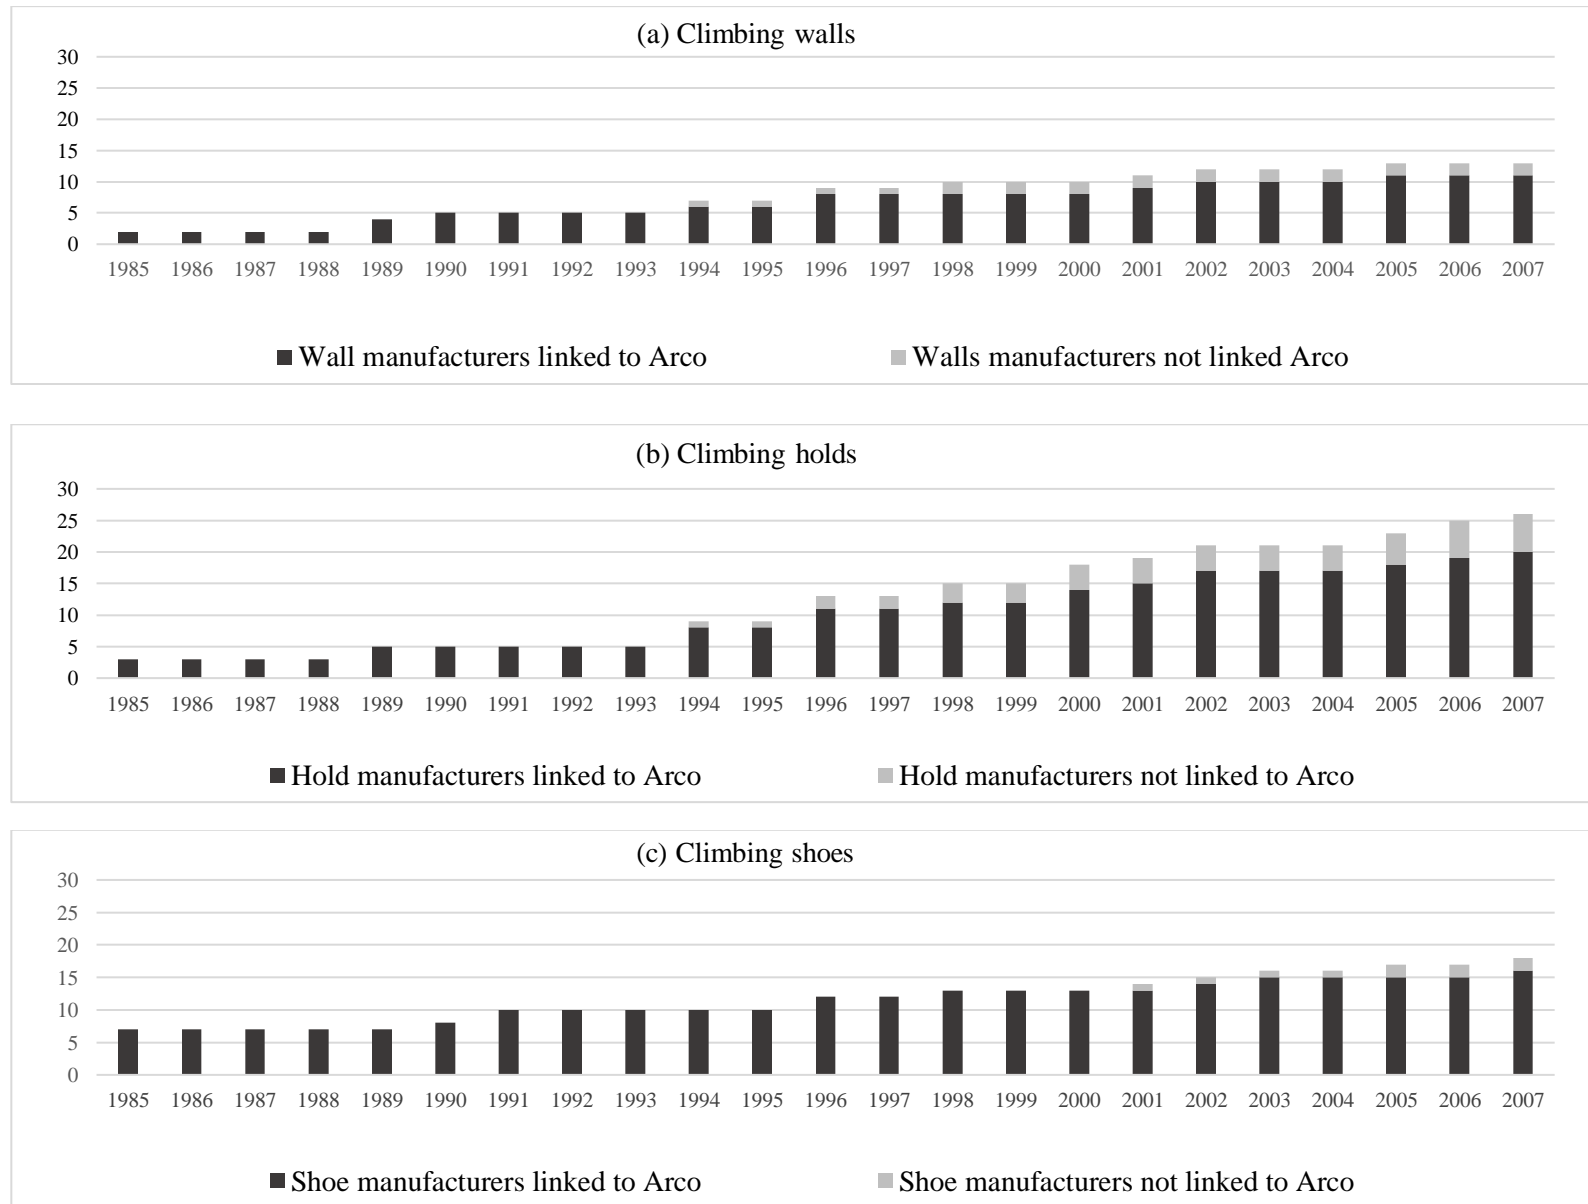 (a) Climbing walls
30
25
20
15
10
5
0
1985 1986 1987 1988 1989 1990 1991 1992 1993 1994 1995 1996 1997 1998 1999 2000 2001 2002 2003 2004 2005 2006 2007
Wall manufacturers linked to Arco Walls manufacturers not linked Arco
(b) Climbing holds
30
25
20
15
10
5
0
1985 1986 1987 1988 1989 1990 1991 1992 1993 1994 1995 1996 1997 1998 1999 2000 2001 2002 2003 2004 2005 2006 2007
Hold manufacturers linked to Arco Hold manufacturers not linked to Arco
(c) Climbing shoes
30
25
20
15
10
5
0
1985 1986 1987 1988 1989 1990 1991 1992 1993 1994 1995 1996 1997 1998 1999 2000 2001 2002 2003 2004 2005 2006 2007
Shoe manufacturers linked to Arco Shoe manufacturers not linked to Arco